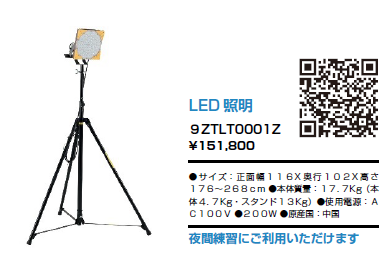 LED 照明
９ZTLT０００１Z
¥151,800
●サイズ：正面幅１１６X奥行１０２X高さ
１７６～２６８cm ●本体質量：１７.７Kg（本
体４.７Kg・スタンド１３Kg）●使用電源：A
C１００V ●２００W ●原産国：中国
夜間練習にご利用いただけます